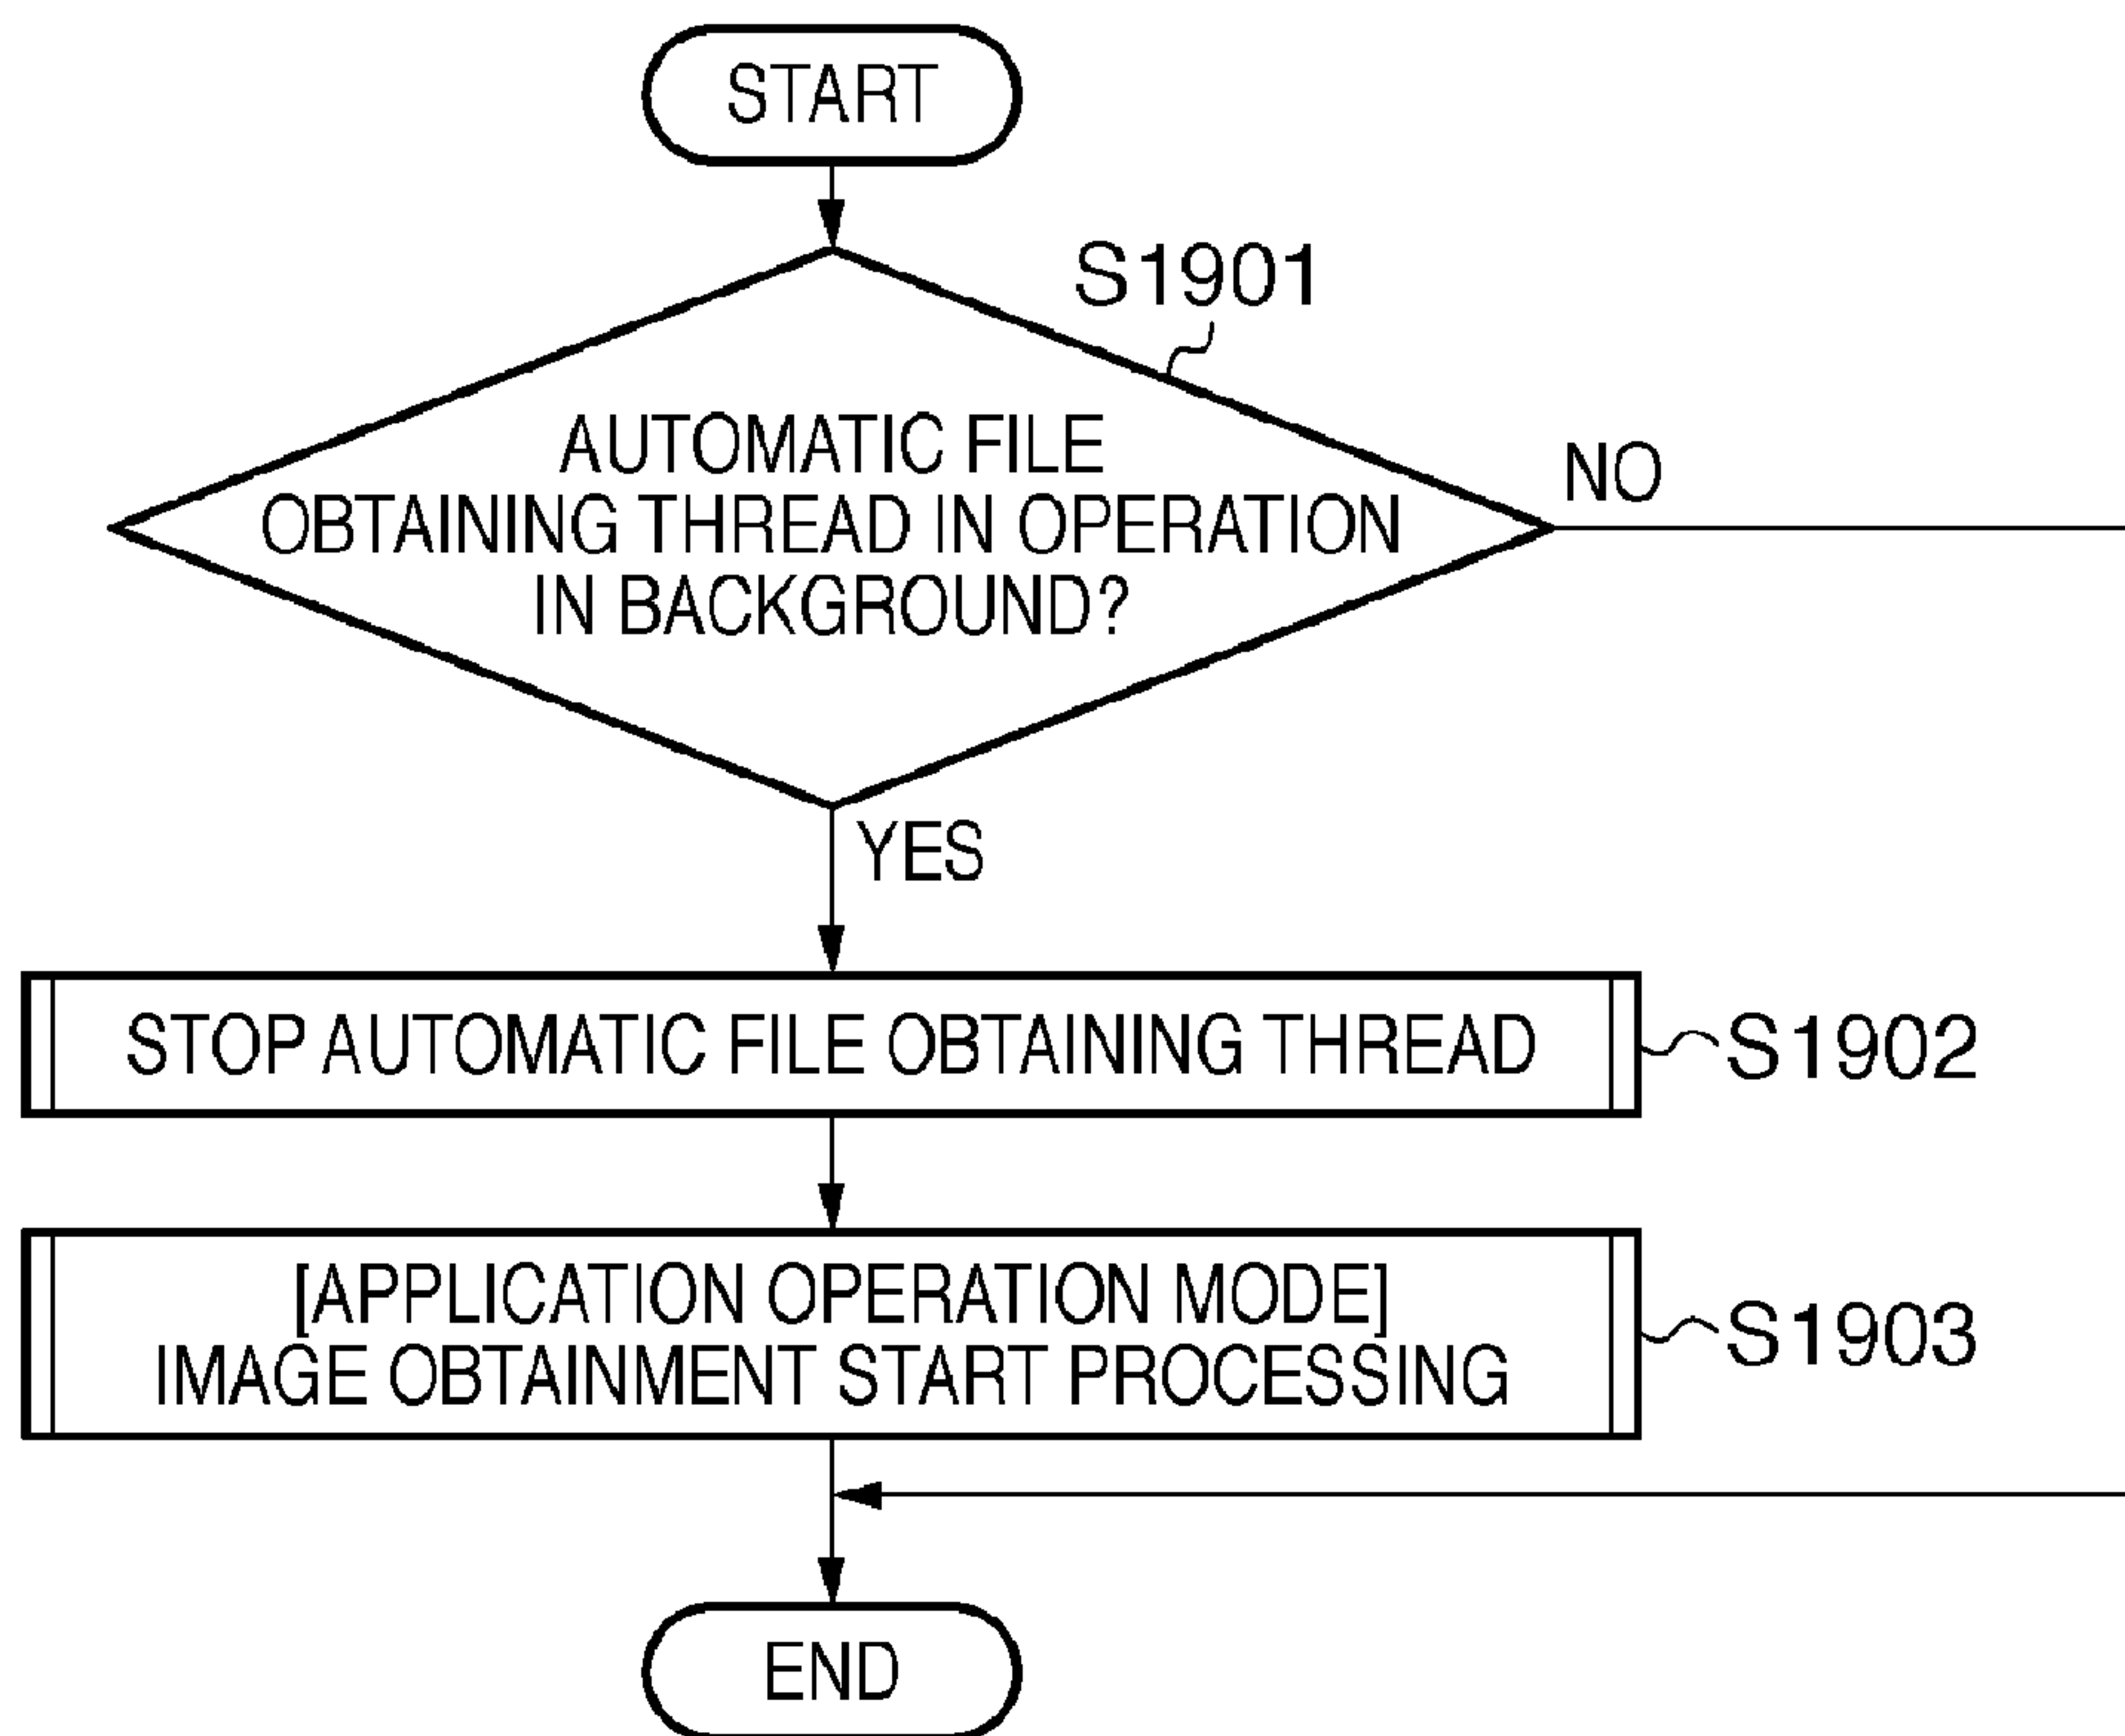 START
S1901
AUTOMATIC FILE
OBTAINING THREAD IN OPERATION
IN BACKGROUND?
NO
YES
STOP AUTOMATIC FILE OBTAINING THREAD
S1902
[APPLICATION OPERATION MODE]
IMAGE OBTAINMENT START PROCESSING
S1903
END